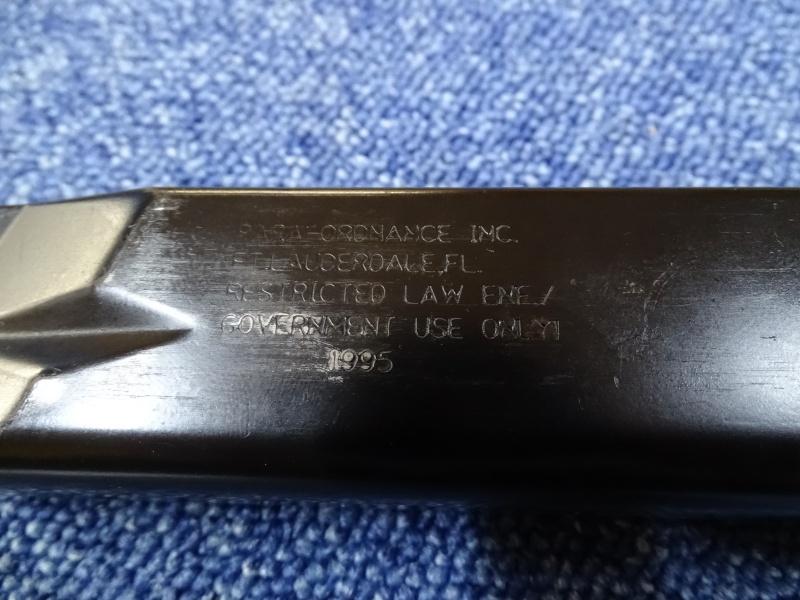 PARA-ORDNANCE INC.
FT.LAUDERDALE,FL.
RESTRICTED LAW ENF./
GOVERNMENT USE ONLY!
1995